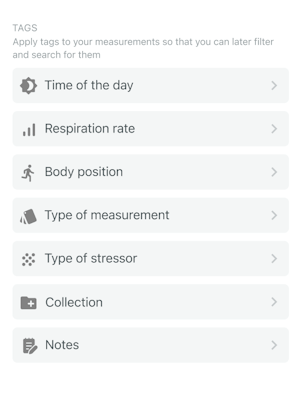 TAGS
Apply tags to your measurements so that you can later filter
and search for them
Time of the day
Respiration rate
Body position
Type of measurement
Type of stressor
Collection
Notes